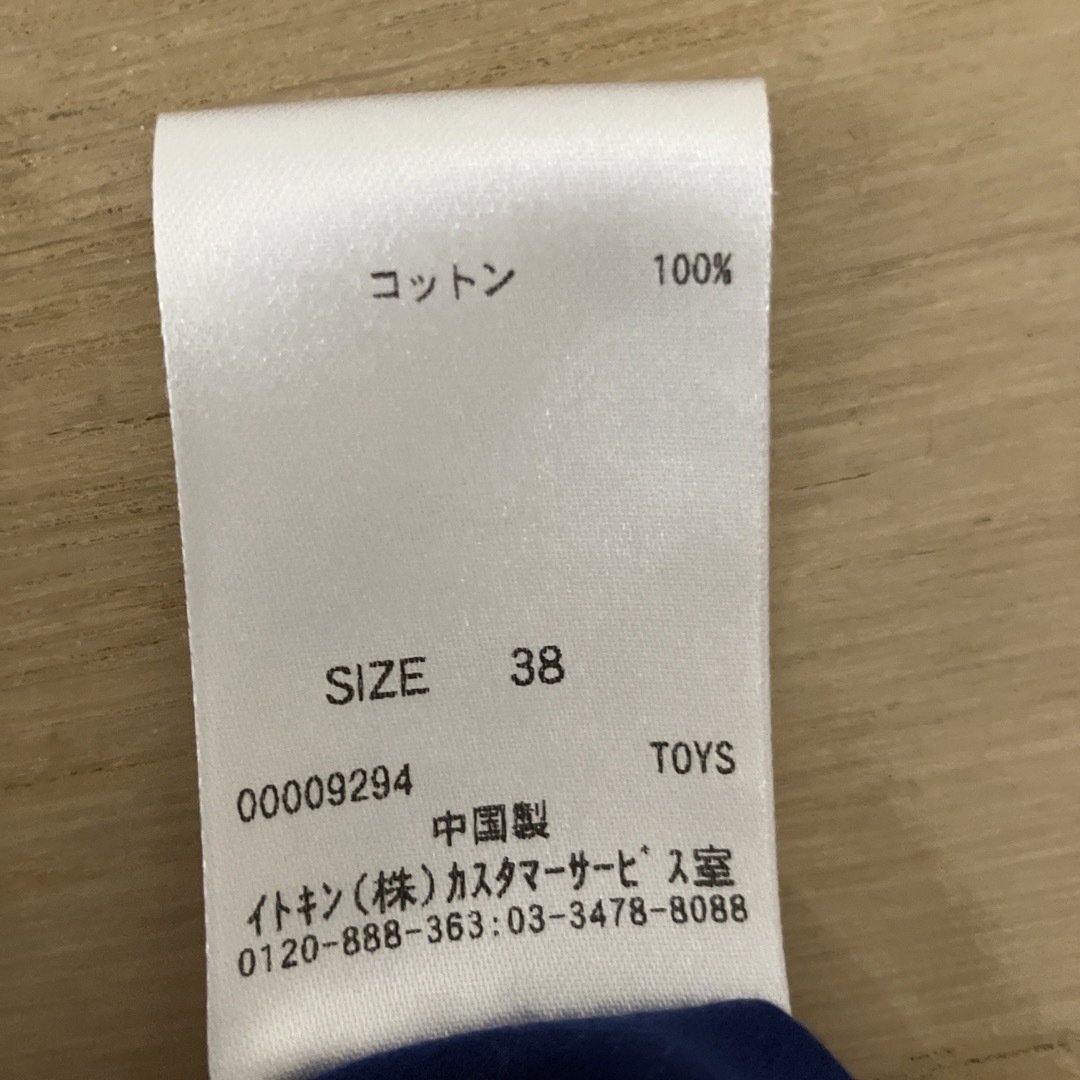 コットン 100%
SIZE 38
00009294 TOYS
中国製
イトキン(株)カスタマーサービス室
0120-888-363:03-3478-8088